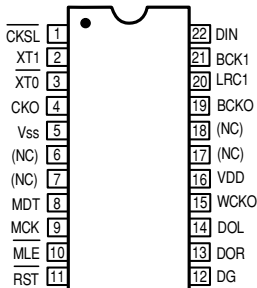 CKSL 1 22 DIN
XT1 2 21 BCK1
XT0 3 20 LRC1
CKO 4 19 BCKO
Vss 5 18 (NC)
(NC) 6 17 (NC)
(NC) 7 16 VDD
MDT 8 15 WCKO
MCK 9 14 DOL
MLE 10 13 DOR
RST 11 12 DG